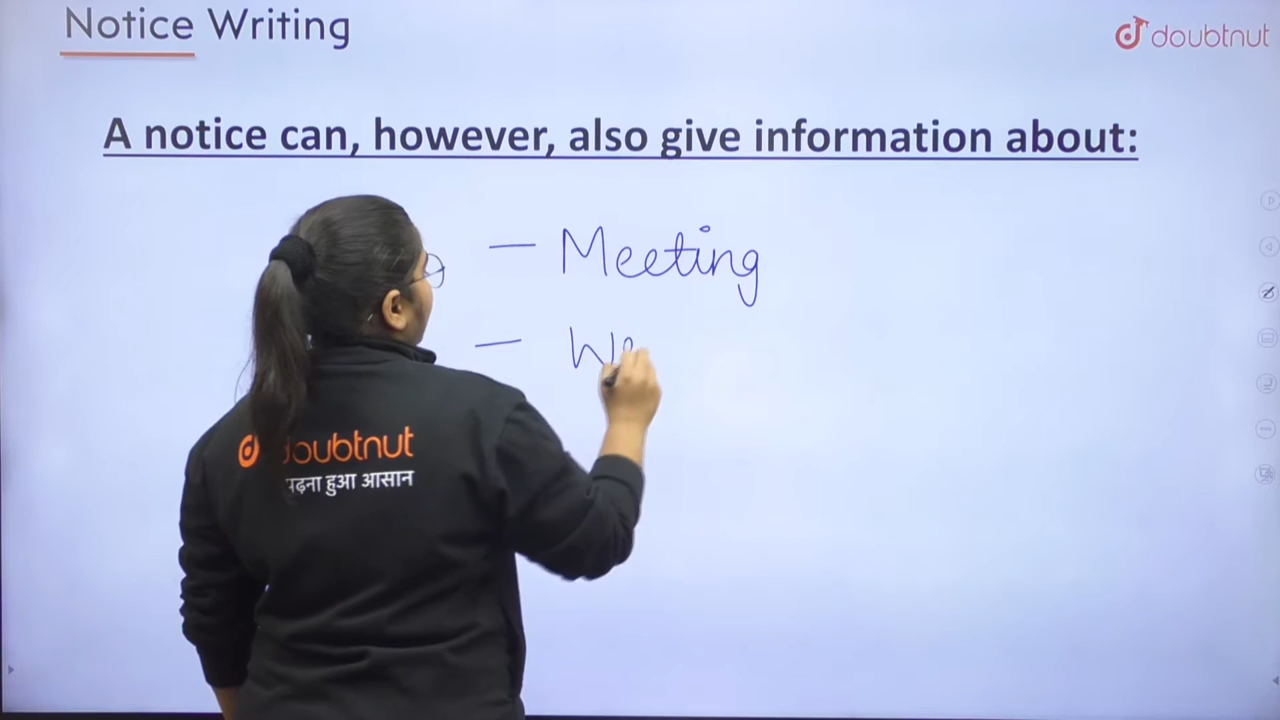 Notice Writing
doubtnut
A notice can, however, also give information about:
– Meeting
–
doubtnut
पढ़ना हुआ आसान